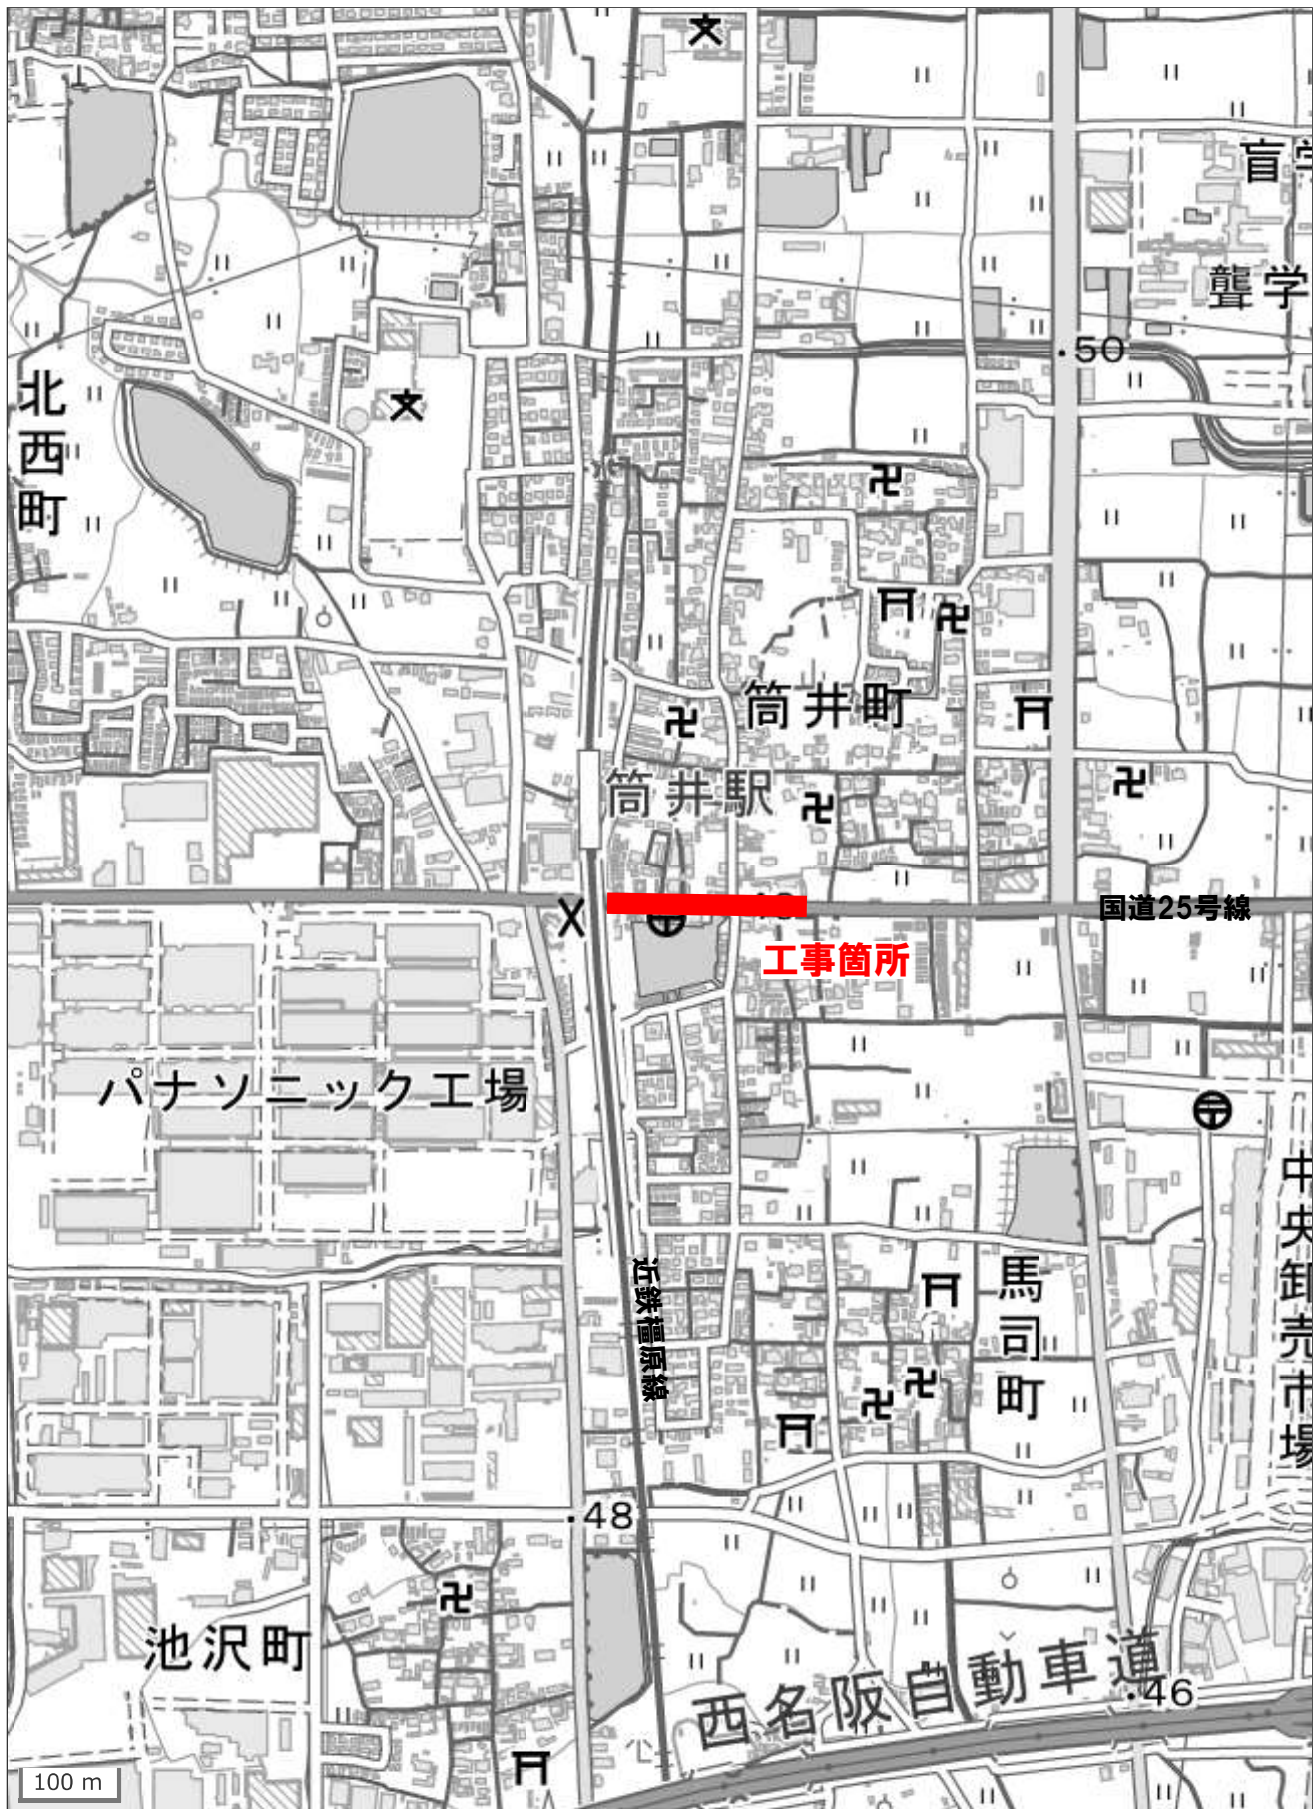 盲学
聾学
.50
北西町
筒井町
筒井駅
国道25号線
工事箇所
パナソニック工場
中央卸売市場
馬司町
近鉄橿原線
.48
池沢町
西名阪自動車道
.46
100 m